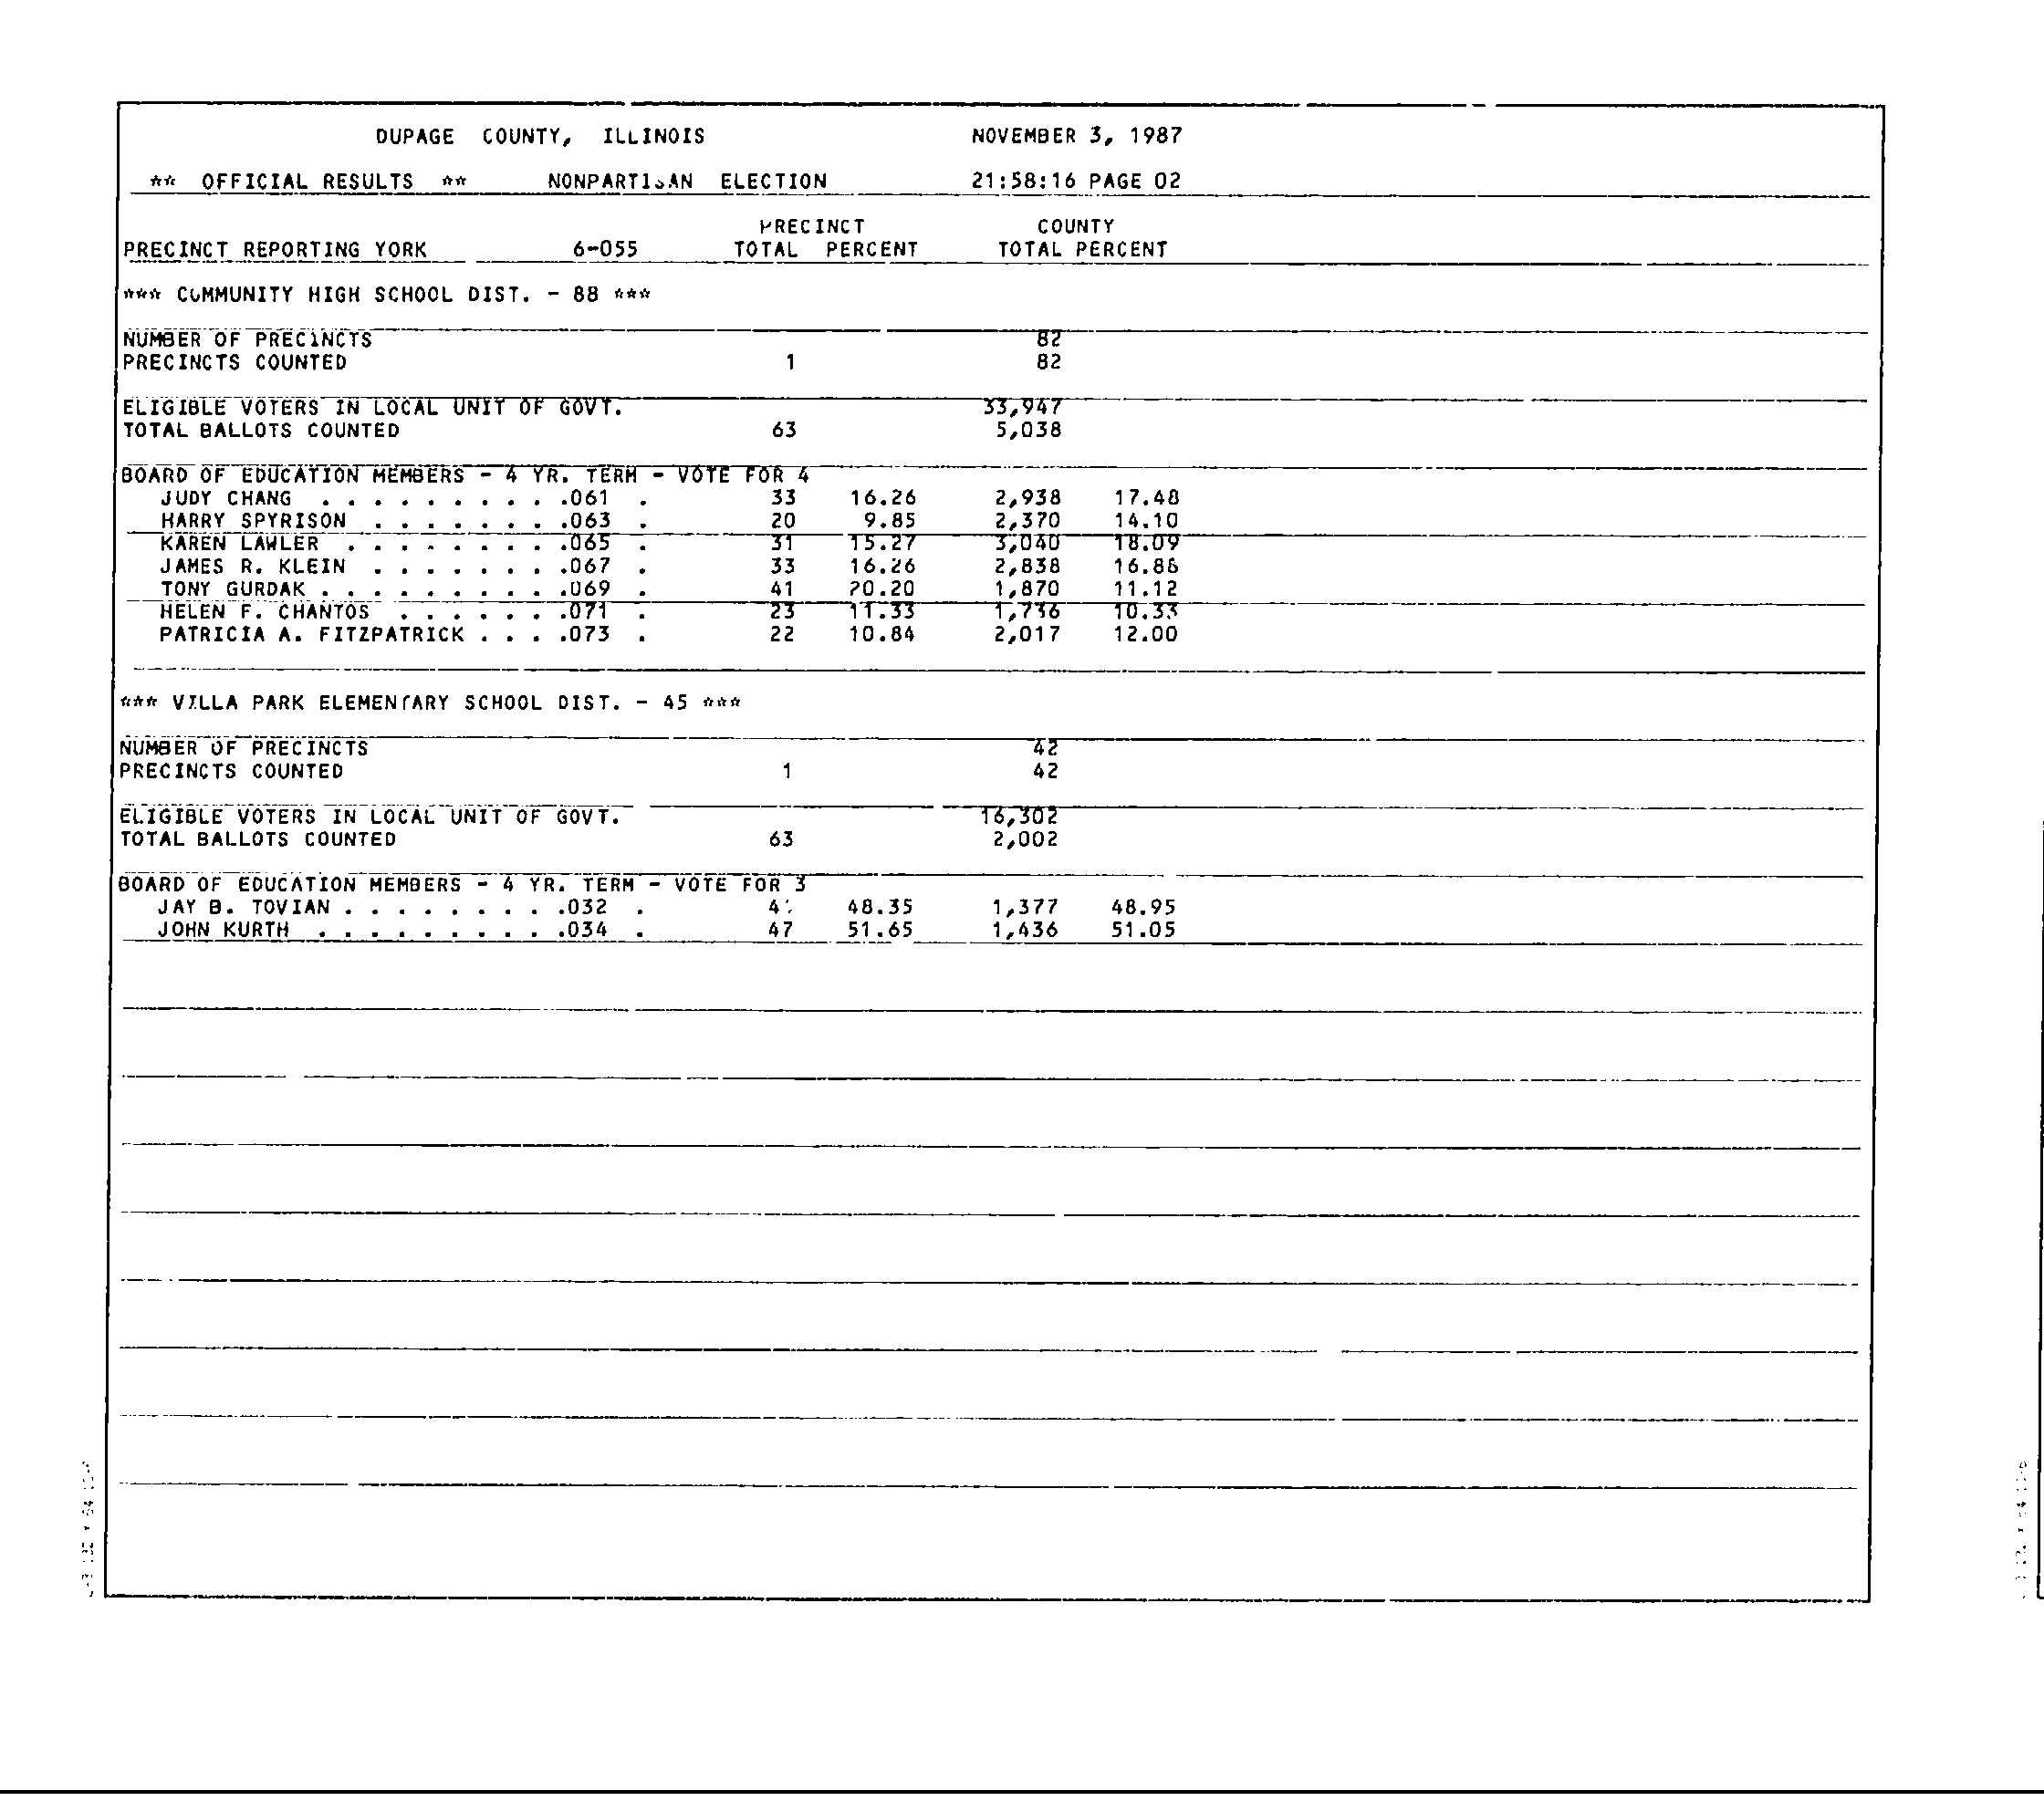 DUPAGE COUNTY, ILLINOIS NOVEMBER 3, 1987
** OFFICIAL RESULTS ** NONPARTISAN ELECTION 21:58:16 PAGE 02
PRECINCT COUNTY
PRECINCT REPORTING YORK 6-055 TOTAL PERCENT TOTAL PERCENT
*** COMMUNITY HIGH SCHOOL DIST. - 88 ***
NUMBER OF PRECINCTS 82
PRECINCTS COUNTED 1 82
ELIGIBLE VOTERS IN LOCAL UNIT OF GOVT. 33,947
TOTAL BALLOTS COUNTED 63 5,038
BOARD OF EDUCATION MEMBERS - 4 YR. TERM - VOTE FOR 4
JUDY CHANG . . . . . . . . . .061 . 33 16.26 2,938 17.48
HARRY SPYRISON . . . . . . . .063 . 20 9.85 2,370 14.10
KAREN LAWLER . . . . . . . . .065 . 31 15.27 3,040 18.09
JAMES R. KLEIN . . . . . . . .067 . 33 16.26 2,838 16.88
TONY GURDAK . . . . . . . . . .069 . 41 20.20 1,870 11.12
HELEN F. CHANTOS . . . . . . .071 . 23 11.33 1,736 10.33
PATRICIA A. FITZPATRICK . . . .073 . 22 10.84 2,017 12.00
*** VILLA PARK ELEMENTARY SCHOOL DIST. - 45 ***
NUMBER OF PRECINCTS 42
PRECINCTS COUNTED 1 42
ELIGIBLE VOTERS IN LOCAL UNIT OF GOVT. 16,302
TOTAL BALLOTS COUNTED 63 2,002
BOARD OF EDUCATION MEMBERS - 4 YR. TERM - VOTE FOR 3
JAY B. TOVIAN . . . . . . . . .032 . 48.35 1,377 48.95
JOHN KURTH . . . . . . . . . .034 . 47 51.65 1,436 51.05